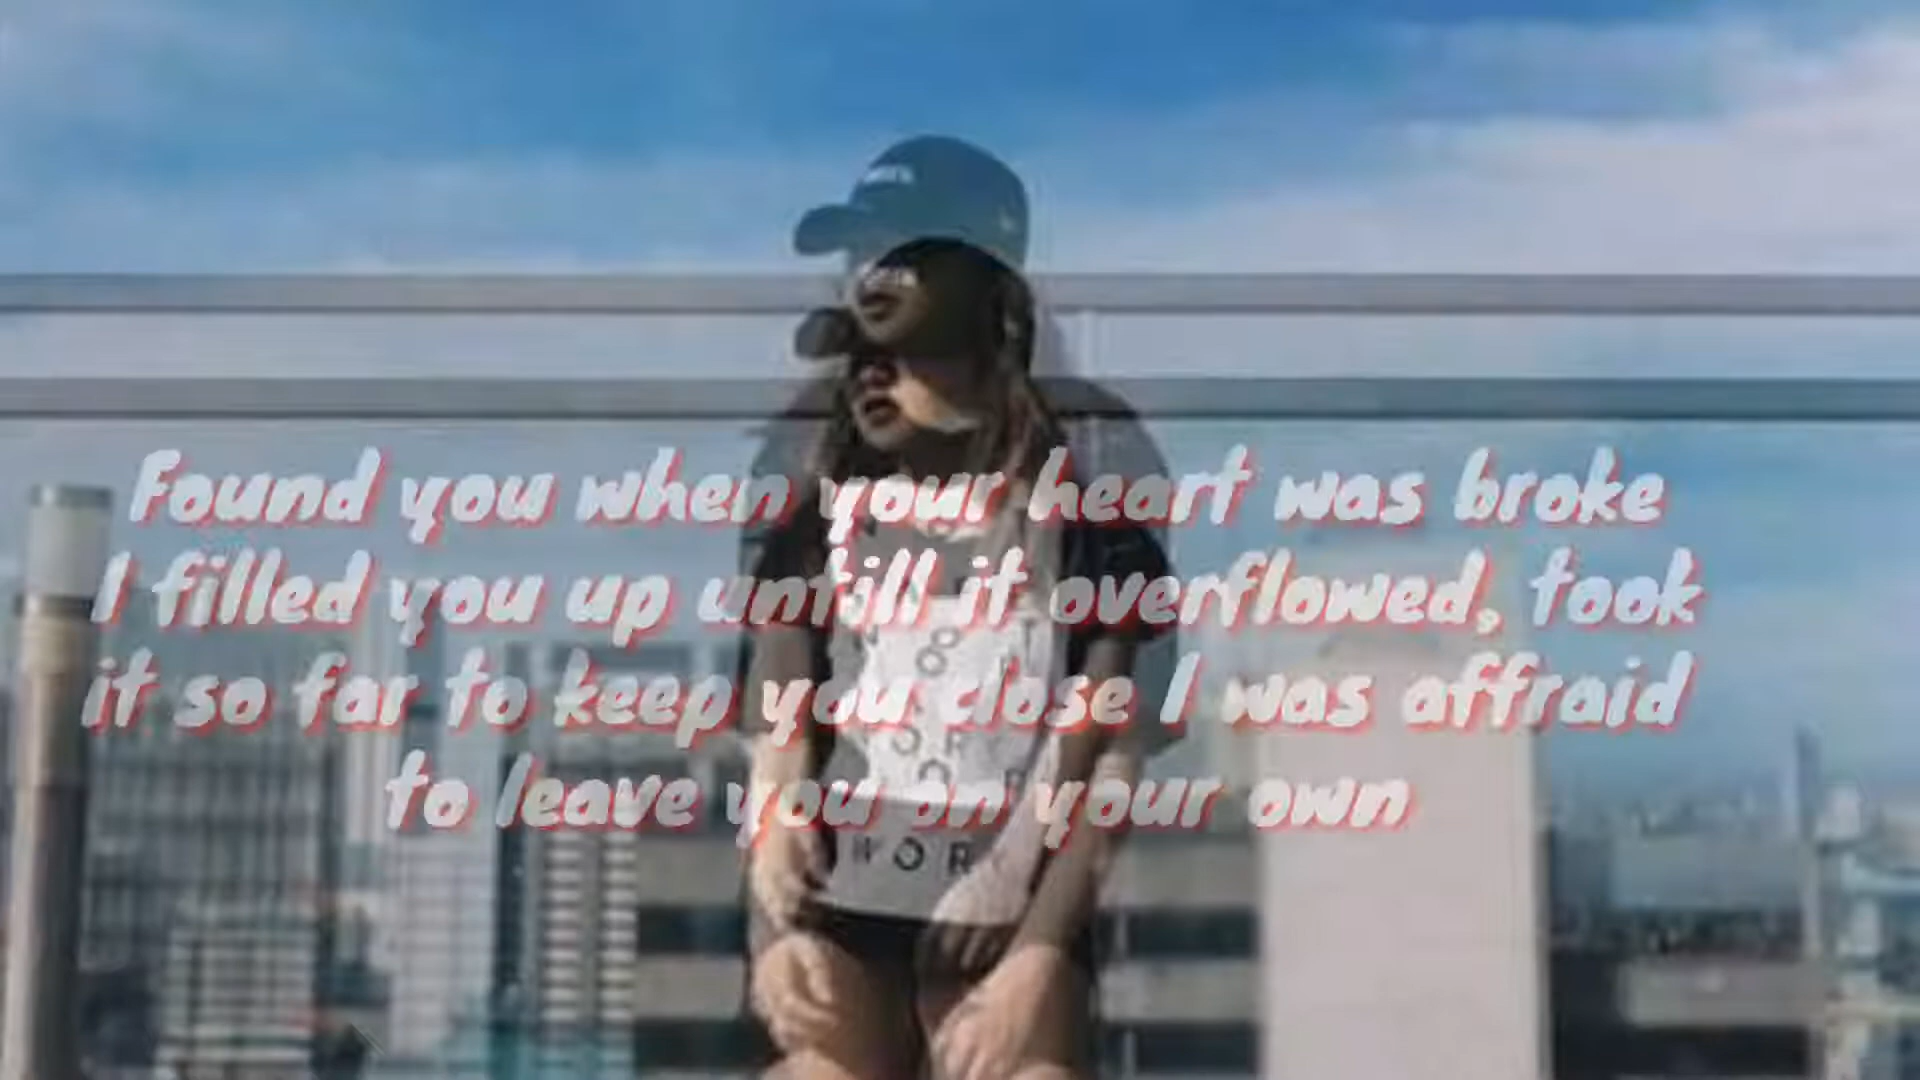 Found you when your heart was broke
I filled you up untill it overflowed, took
it so far to keep you close I was affraid
to leave you on your own